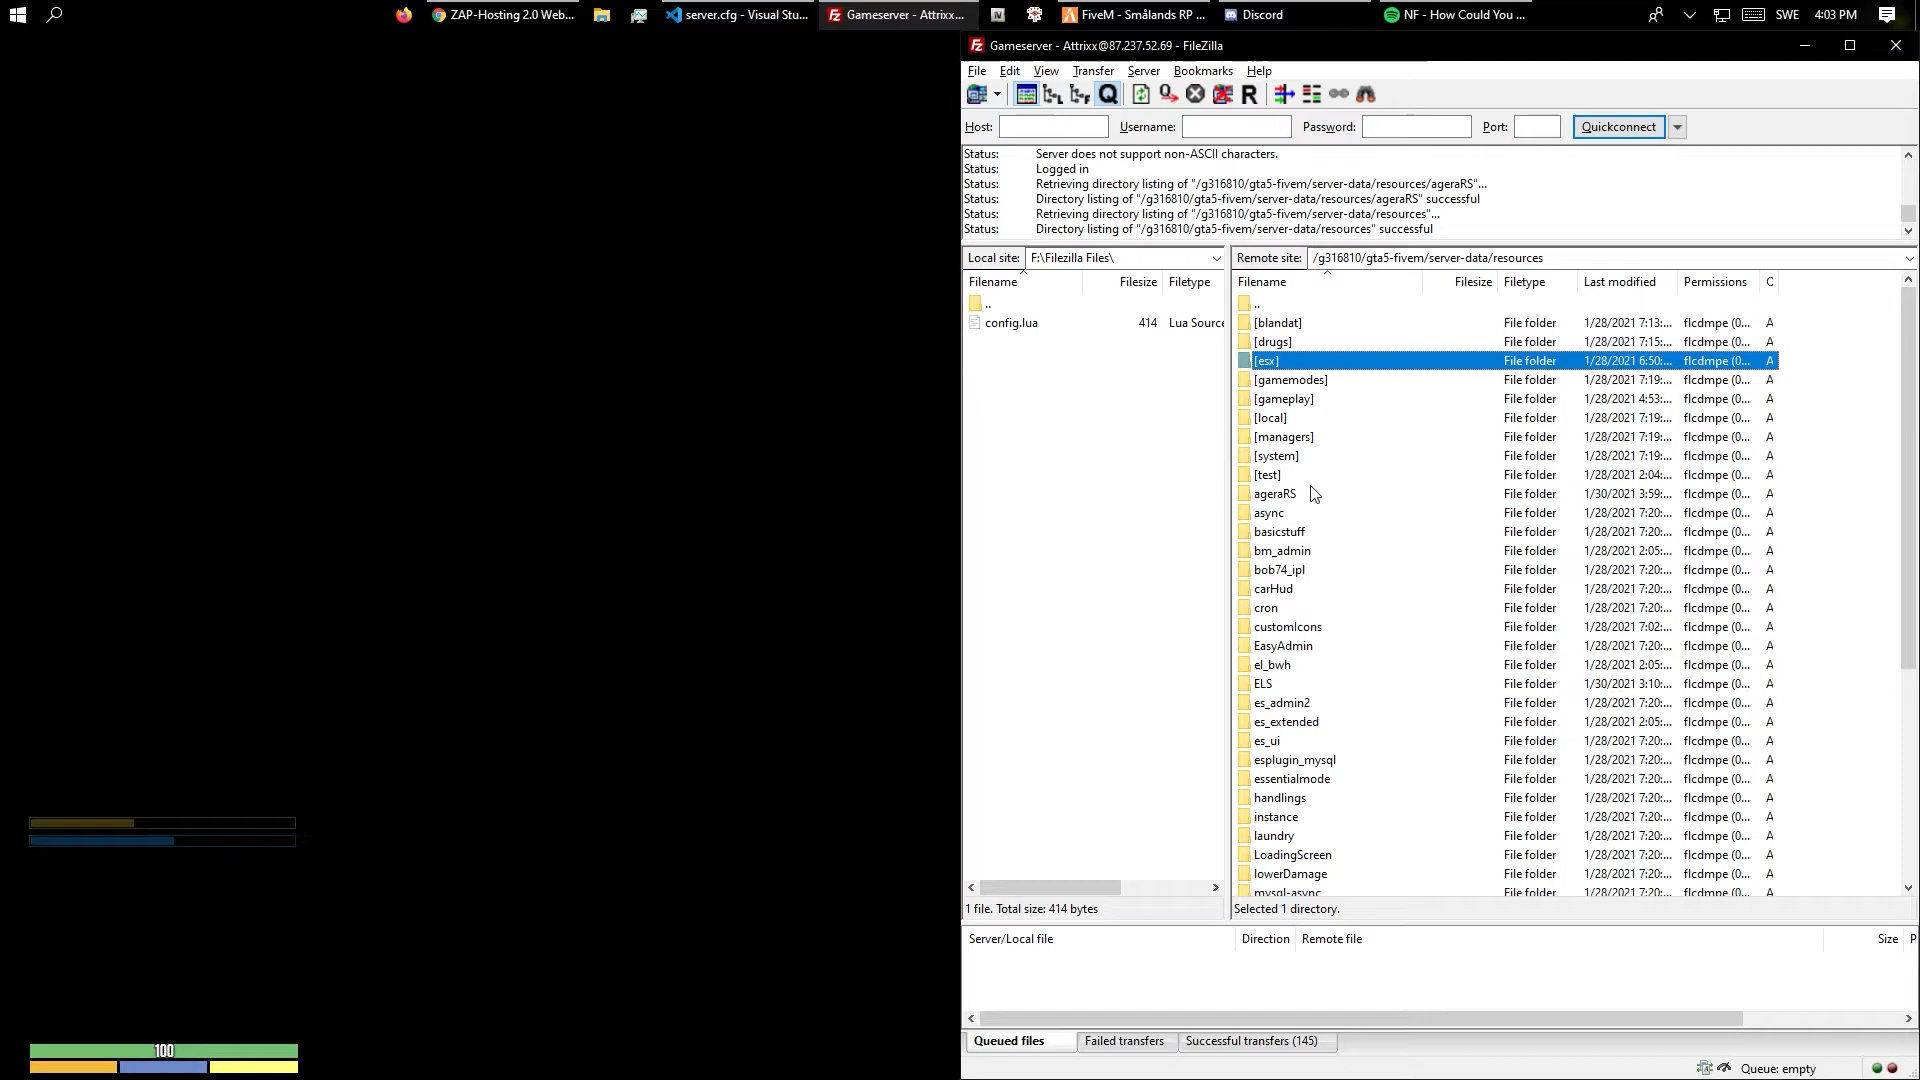 ZAP-Hosting 2.0 Web...
server.cfg - Visual Stu...
Gameserver - Attrixx...
FiveM - Smålands RP ...
Discord
NF - How Could You ...
SWE
4:03 PM
Gameserver - Attrixx@87.237.52.69 - FileZilla
File Edit View Transfer Server Bookmarks Help
Host: Username: Password: Port: Quickconnect
Status: Server does not support non-ASCII characters.
Status: Logged in
Status: Retrieving directory listing of "/g316810/gta5-fivem/server-data/resources/ageraRS"...
Status: Directory listing of "/g316810/gta5-fivem/server-data/resources/ageraRS" successful
Status: Retrieving directory listing of "/g316810/gta5-fivem/server-data/resources"...
Status: Directory listing of "/g316810/gta5-fivem/server-data/resources" successful
Local site: F:\Filezilla Files\
Filename Filesize Filetype
..
config.lua 414 Lua Source
1 file. Total size: 414 bytes
Remote site: /g316810/gta5-fivem/server-data/resources
Filename Filesize Filetype Last modified Permissions O
..
[blandat] File folder 1/28/2021 7:13:... flcdmpe (0... A
[drugs] File folder 1/28/2021 7:15:... flcdmpe (0... A
[esx] File folder 1/28/2021 6:50:... flcdmpe (0... A
[gamemodes] File folder 1/28/2021 7:19:... flcdmpe (0... A
[gameplay] File folder 1/28/2021 4:53:... flcdmpe (0... A
[local] File folder 1/28/2021 7:19:... flcdmpe (0... A
[managers] File folder 1/28/2021 7:19:... flcdmpe (0... A
[system] File folder 1/28/2021 7:19:... flcdmpe (0... A
[test] File folder 1/28/2021 2:04:... flcdmpe (0... A
ageraRS File folder 1/30/2021 3:59:... flcdmpe (0... A
async File folder 1/28/2021 7:20:... flcdmpe (0... A
basicstuff File folder 1/28/2021 7:20:... flcdmpe (0... A
bm_admin File folder 1/28/2021 2:05:... flcdmpe (0... A
bob74_ipl File folder 1/28/2021 7:20:... flcdmpe (0... A
carHud File folder 1/28/2021 7:20:... flcdmpe (0... A
cron File folder 1/28/2021 7:20:... flcdmpe (0... A
customIcons File folder 1/28/2021 7:02:... flcdmpe (0... A
EasyAdmin File folder 1/28/2021 7:20:... flcdmpe (0... A
el_bwh File folder 1/28/2021 2:05:... flcdmpe (0... A
ELS File folder 1/30/2021 3:10:... flcdmpe (0... A
es_admin2 File folder 1/28/2021 7:20:... flcdmpe (0... A
es_extended File folder 1/28/2021 2:05:... flcdmpe (0... A
es_ui File folder 1/28/2021 7:20:... flcdmpe (0... A
esplugin_mysql File folder 1/28/2021 7:20:... flcdmpe (0... A
essentialmode File folder 1/28/2021 7:20:... flcdmpe (0... A
handlings File folder 1/28/2021 7:20:... flcdmpe (0... A
instance File folder 1/28/2021 7:20:... flcdmpe (0... A
laundry File folder 1/28/2021 7:20:... flcdmpe (0... A
LoadingScreen File folder 1/28/2021 7:20:... flcdmpe (0... A
lowerDamage File folder 1/28/2021 7:20:... flcdmpe (0... A
mysql-async File folder 1/28/2021 7:20:... flcdmpe (0... A
Selected 1 directory.
Server/Local file Direction Remote file Size P
Queued files Failed transfers Successful transfers (145)
Queue: empty
100